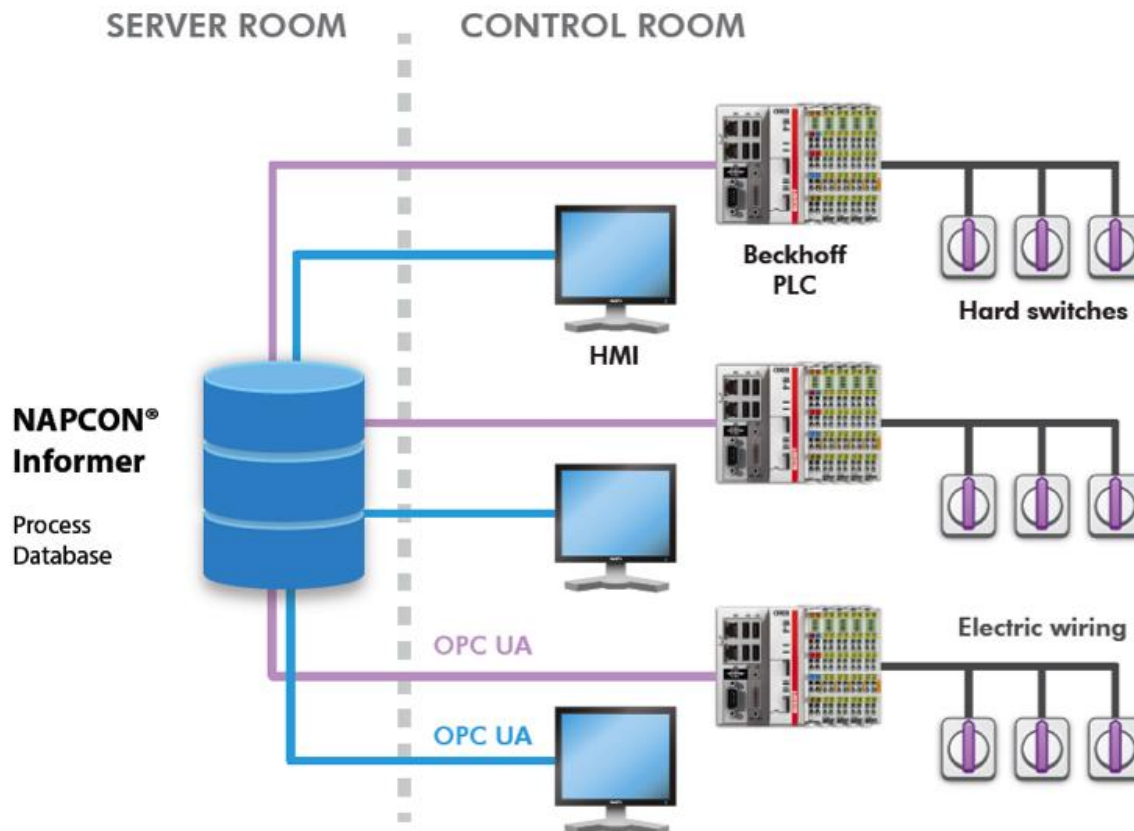 SERVER ROOM
CONTROL ROOM
Beckhoff
PLC
Hard switches
HMI
NAPCON®
Informer
Process
Database
OPC UA
Electric wiring
OPC UA